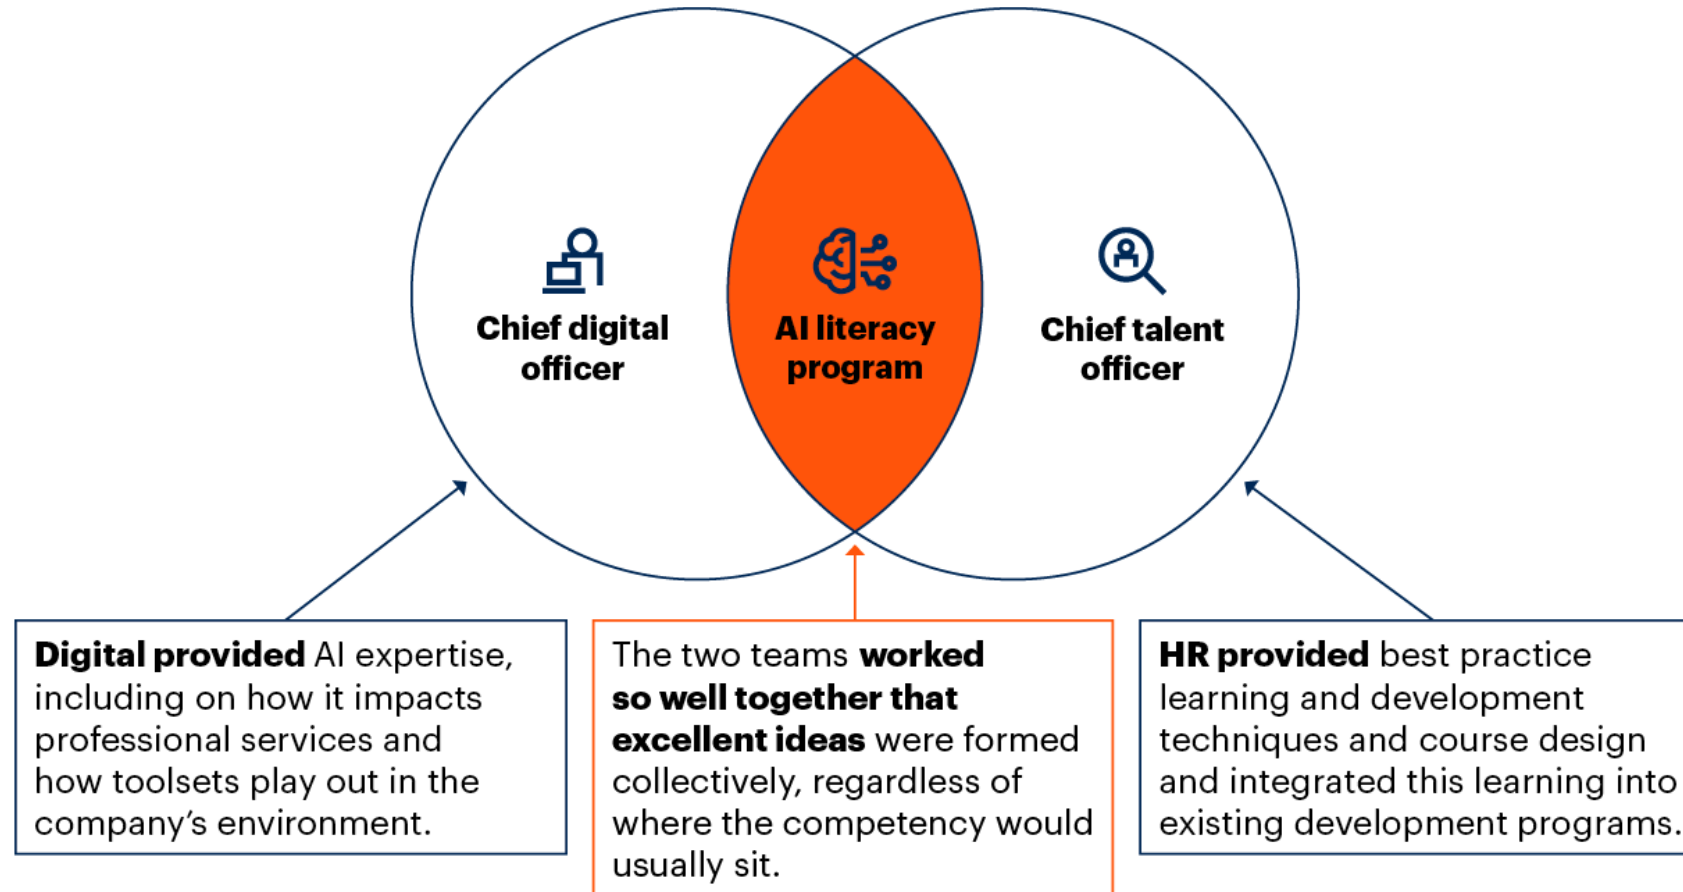 Chief digital
officer
AI literacy
program
Chief talent
officer
Digital provided AI expertise,
including on how it impacts
professional services and
how toolsets play out in the
company’s environment.
The two teams worked
so well together that
excellent ideas were formed
collectively, regardless of
where the competency would
usually sit.
HR provided best practice
learning and development
techniques and course design
and integrated this learning into
existing development programs.